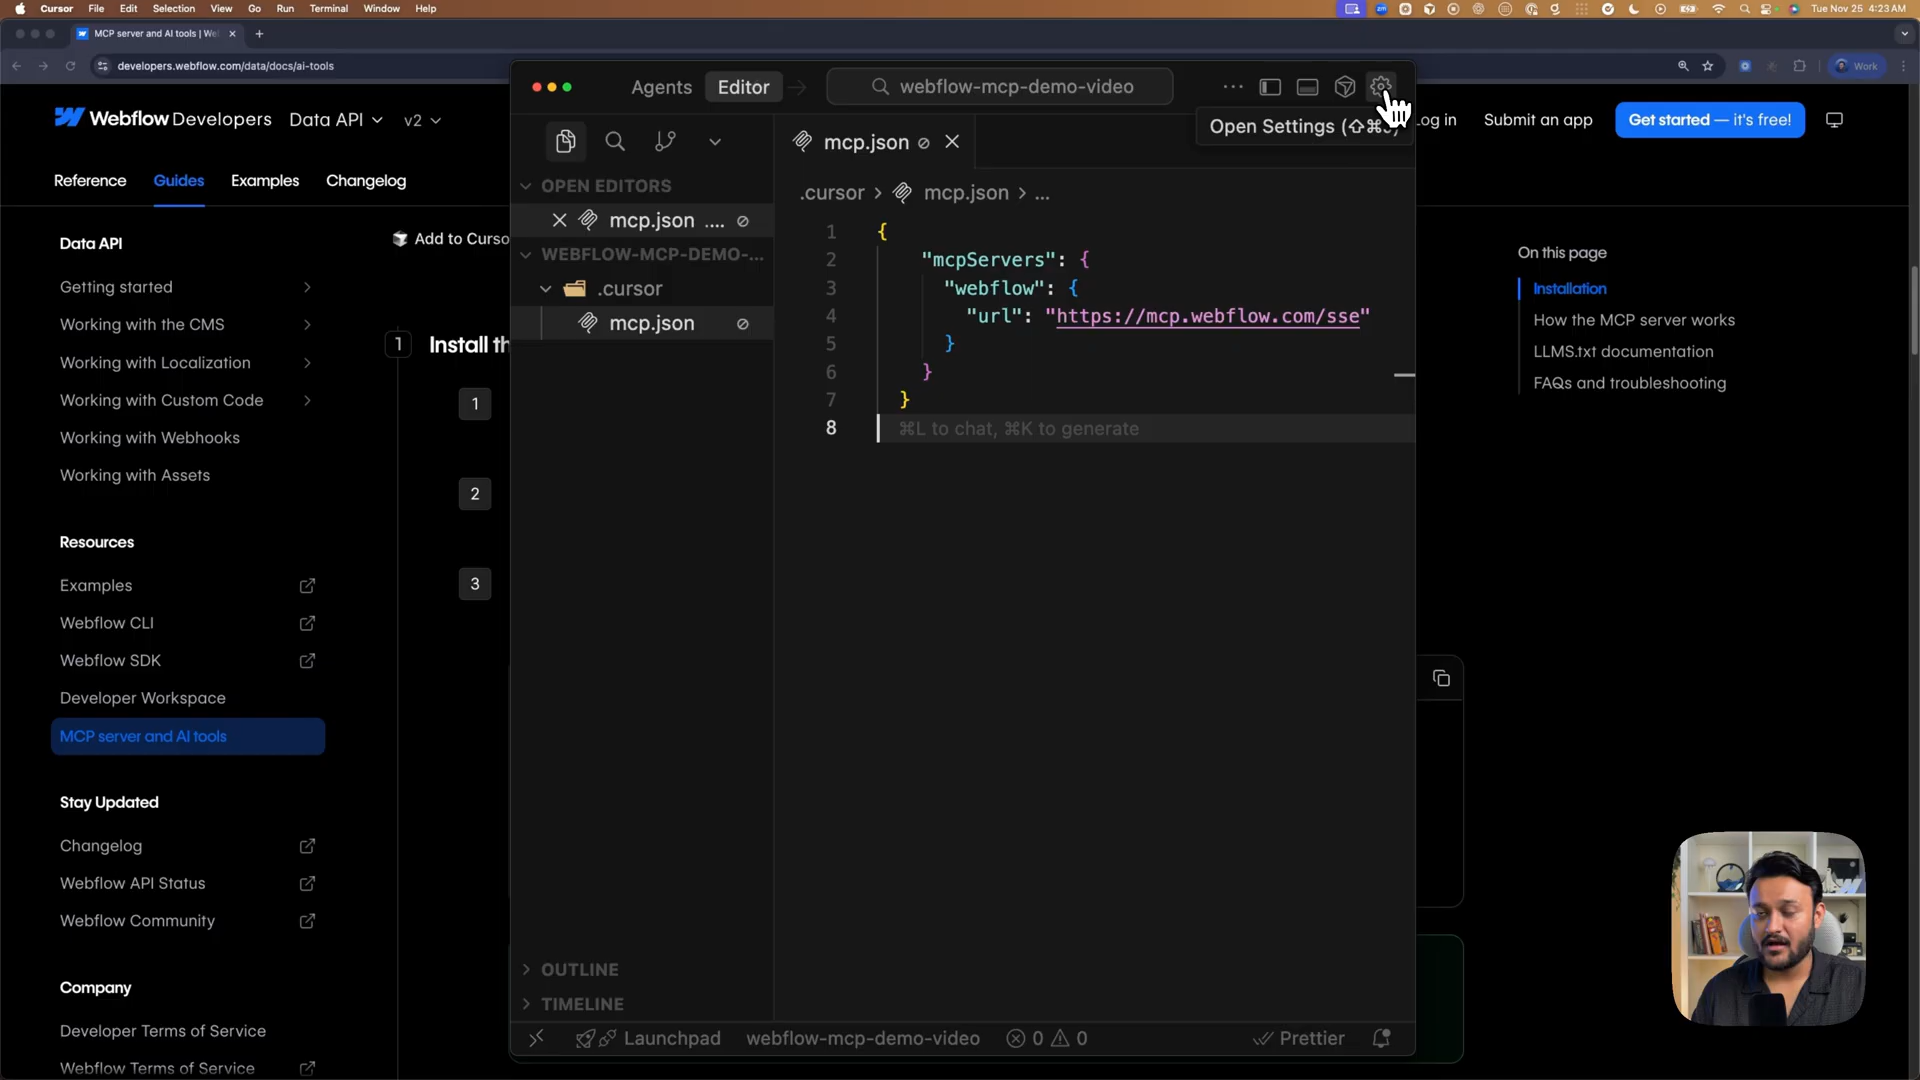 Cursor File Edit Selection View Go Run Terminal Window Help
Tue Nov 25 4:23 AM
MCP server and AI tools | We
developers.webflow.com/data/docs/ai-tools
Work
Webflow Developers Data API v2
og in Submit an app Get started — it's free!
Reference Guides Examples Changelog
Data API
Getting started
Working with the CMS
Working with Localization
Working with Custom Code
Working with Webhooks
Working with Assets
Resources
Examples
Webflow CLI
Webflow SDK
Developer Workspace
MCP server and AI tools
Stay Updated
Changelog
Webflow API Status
Webflow Community
Company
Developer Terms of Service
Webflow Terms of Service
Add to Curso
1 Install th
1
2
3
Agents Editor webflow-mcp-demo-video
Open Settings (⇧⌘
OPEN EDITORS
mcp.json ....
WEBFLOW-MCP-DEMO-...
.cursor
mcp.json
OUTLINE
TIMELINE
mcp.json
.cursor > mcp.json > ...
1 {
2 "mcpServers": {
3 "webflow": {
4 "url": "https://mcp.webflow.com/sse"
5 }
6 }
7 }
8 ⌘L to chat, ⌘K to generate
Launchpad webflow-mcp-demo-video 0 0 Prettier
On this page
Installation
How the MCP server works
LLMS.txt documentation
FAQs and troubleshooting